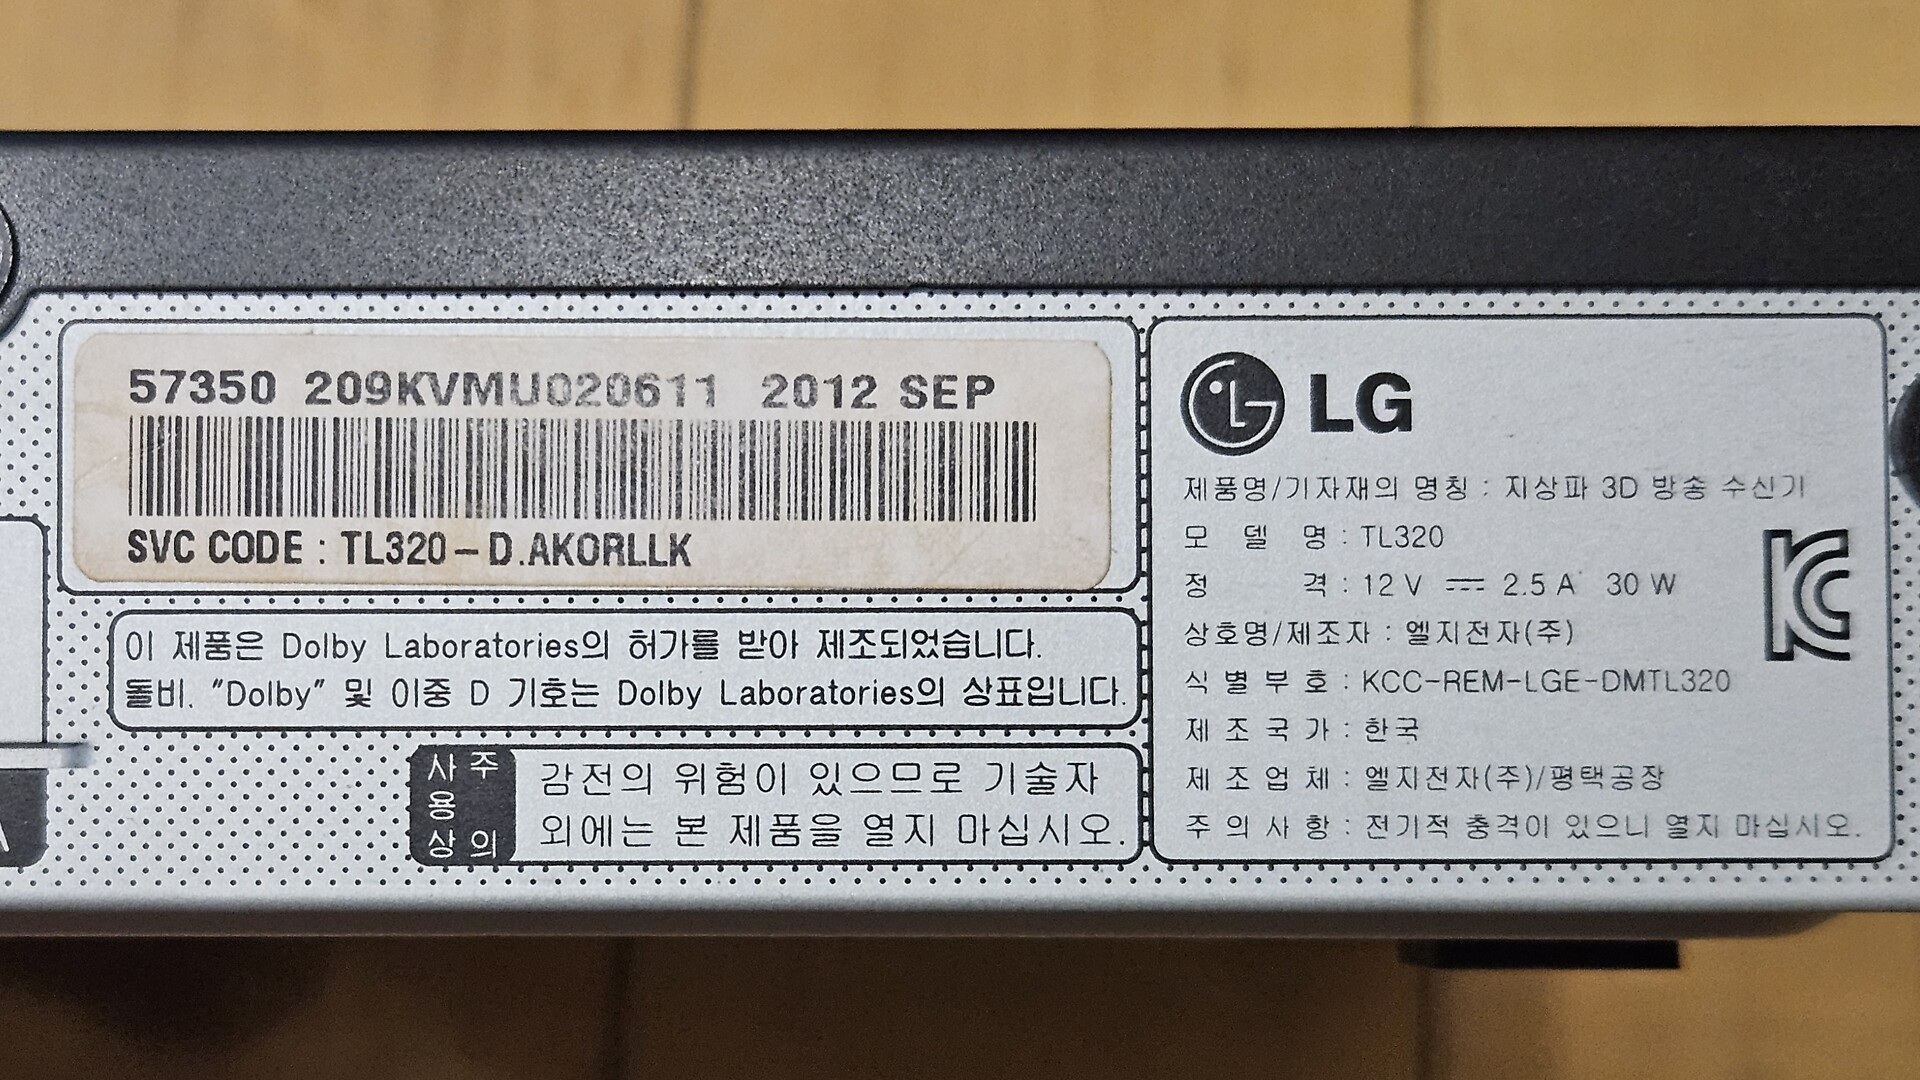 57350 209KVMU020611 2012 SEP
SVC CODE : TL320-D.AKORLLK
이 제품은 Dolby Laboratories의 허가를 받아 제조되었습니다.
돌비. "Dolby" 및 이중 D 기호는 Dolby Laboratories의 상표입니다.
사용상
주의
감전의 위험이 있으므로 기술자
외에는 본 제품을 열지 마십시오.
LG
제품명/기자재의 명칭 : 지상파 3D 방송 수신기
모 델 명 : TL320
정 격 : 12 V ⎓ 2.5 A 30 W
상호명/제조자 : 엘지전자(주)
식 별 부 호 : KCC-REM-LGE-DMTL320
제 조 국 가 : 한국
제 조 업 체 : 엘지전자(주)/평택공장
주 의 사 항 : 전기적 충격이 있으니 열지 마십시오.